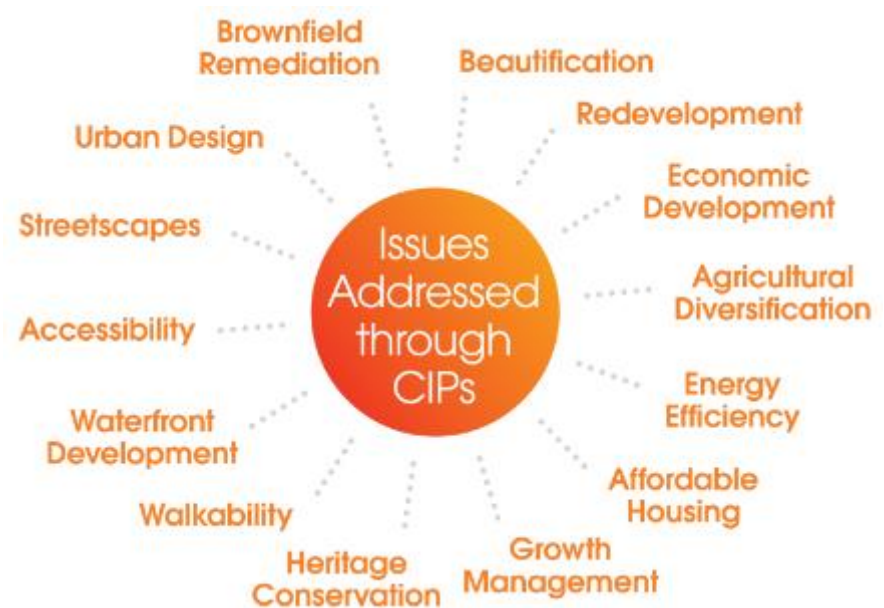 Issues
Addressed
through
CIPs
Brownfield
Remediation
Beautification
Redevelopment
Economic
Development
Agricultural
Diversification
Energy
Efficiency
Affordable
Housing
Growth
Management
Heritage
Conservation
Walkability
Waterfront
Development
Accessibility
Streetscapes
Urban Design